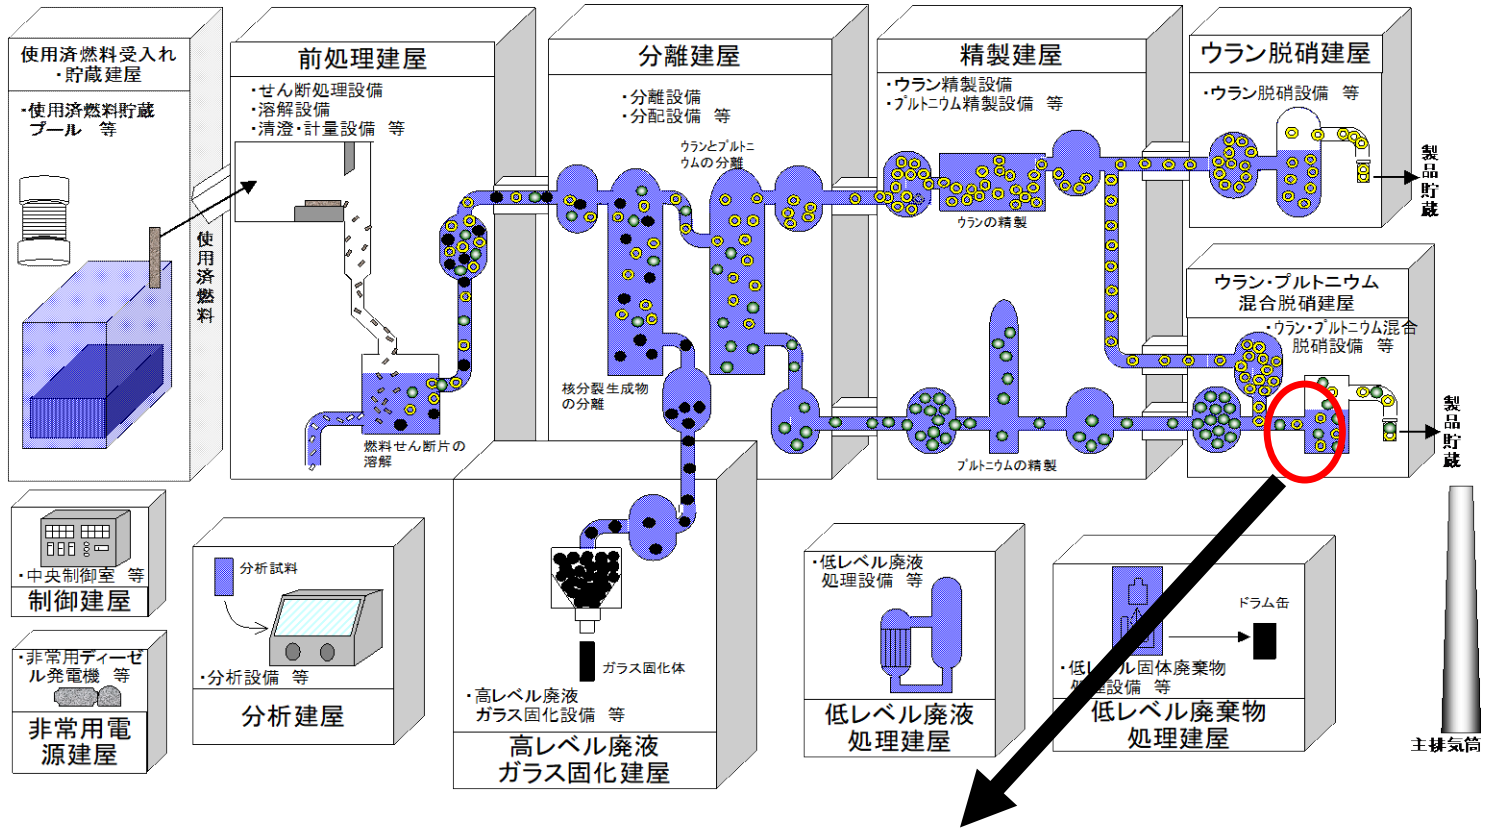 使用済燃料受入れ
・貯蔵建屋
・使用済燃料貯蔵
プール 等
使用済燃料
前処理建屋
・せん断処理設備
・溶解設備
・清澄・計量設備 等
燃料せん断片の
溶解
分離建屋
・分離設備
・分配設備 等
ウランとプルトニ
ウムの分離
核分裂生成物
の分離
精製建屋
・ウラン精製設備
・プルトニウム精製設備 等
ウランの精製
プルトニウムの精製
ウラン脱硝建屋
・ウラン脱硝設備 等
製品貯蔵
ウラン・プルトニウム
混合脱硝建屋
・ウラン・プルトニウム混合
脱硝設備 等
製品貯蔵
・中央制御室 等
制御建屋
・非常用ディーゼ
ル発電機 等
非常用電
源建屋
分析試料
・分析設備 等
分析建屋
ガラス固化体
・高レベル廃液
ガラス固化設備 等
高レベル廃液
ガラス固化建屋
・低レベル廃液
処理設備 等
低レベル廃液
処理建屋
ドラム缶
・低レベル固体廃棄物
処理設備 等
低レベル廃棄物
処理建屋
主排気筒